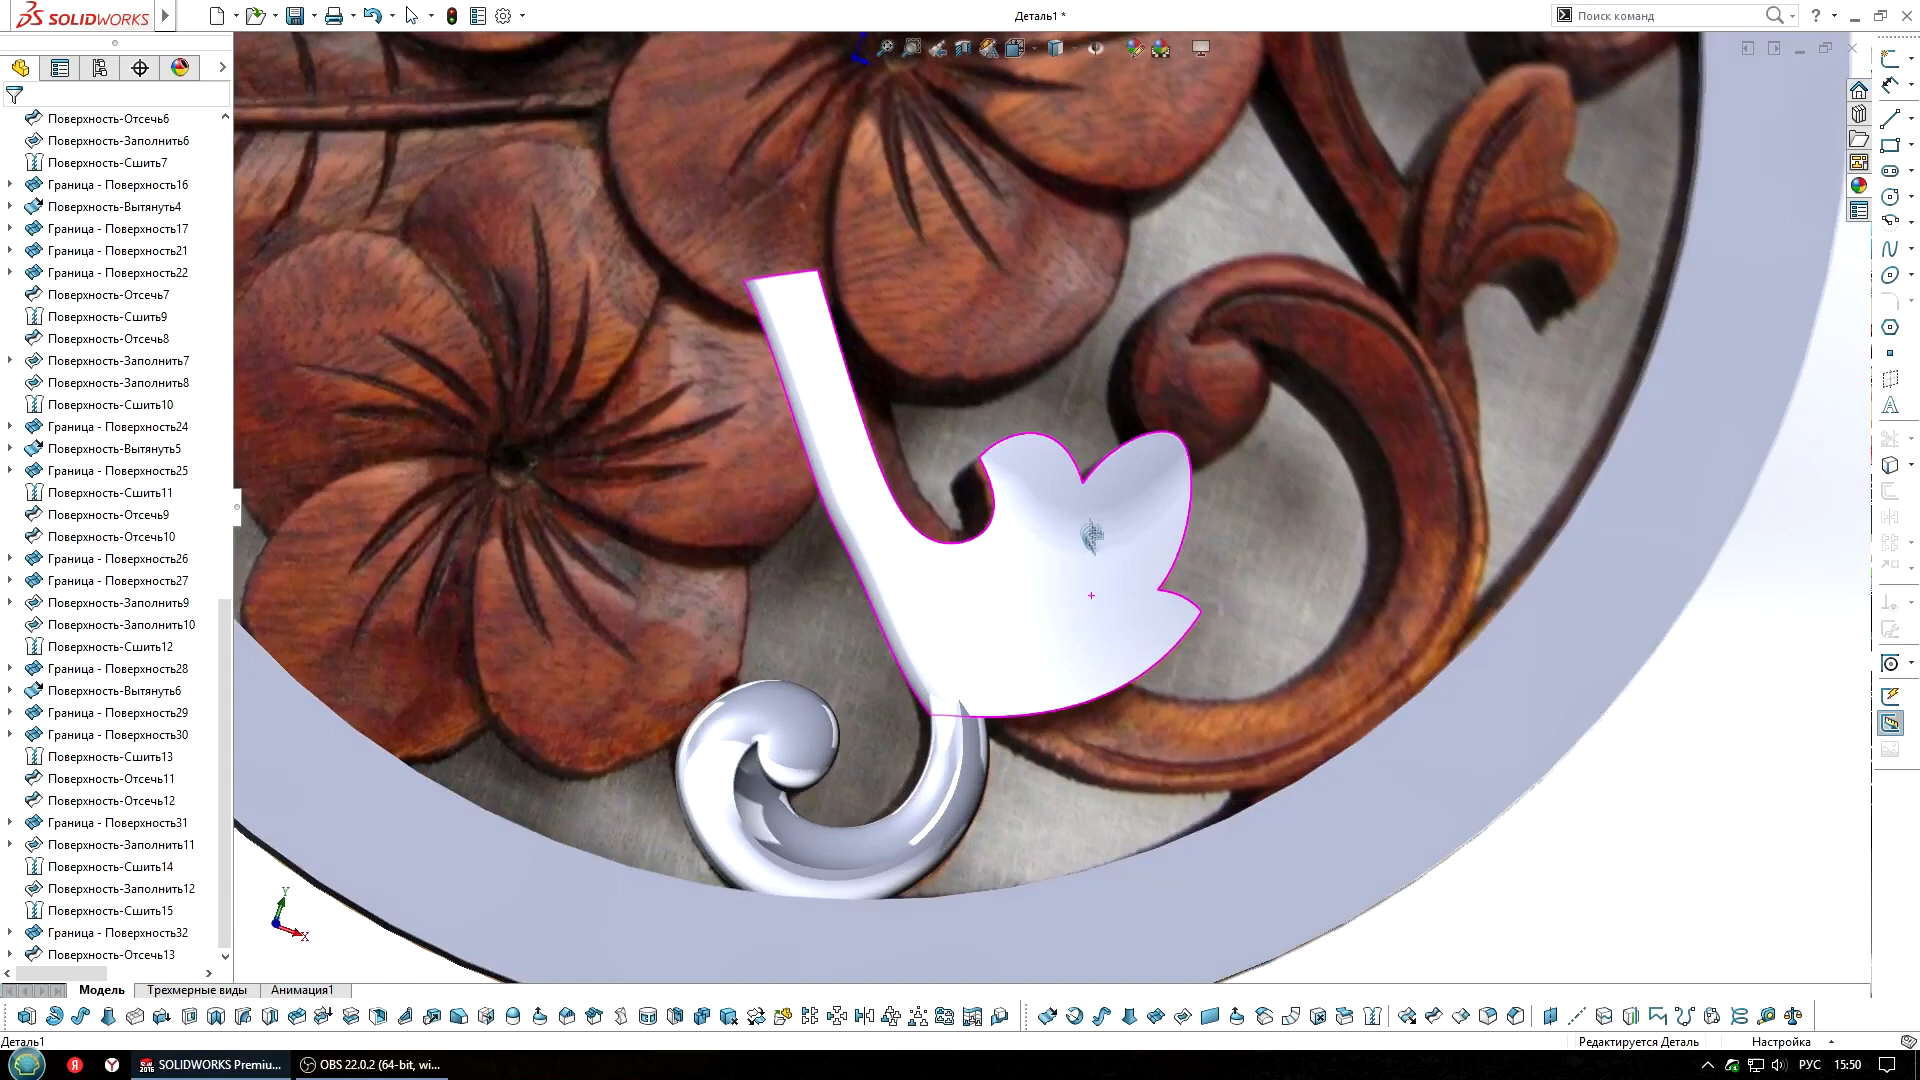 SOLIDWORKS
Деталь1 *
Поиск команд
Поверхность-Отсечь6
Поверхность-Заполнить6
Поверхность-Сшить7
Граница - Поверхность16
Поверхность-Вытянуть4
Граница - Поверхность17
Граница - Поверхность21
Граница - Поверхность22
Поверхность-Отсечь7
Поверхность-Сшить9
Поверхность-Отсечь8
Поверхность-Заполнить7
Поверхность-Заполнить8
Поверхность-Сшить10
Граница - Поверхность24
Поверхность-Вытянуть5
Граница - Поверхность25
Поверхность-Сшить11
Поверхность-Отсечь9
Поверхность-Отсечь10
Граница - Поверхность26
Граница - Поверхность27
Поверхность-Заполнить9
Поверхность-Заполнить10
Поверхность-Сшить12
Граница - Поверхность28
Поверхность-Вытянуть6
Граница - Поверхность29
Граница - Поверхность30
Поверхность-Сшить13
Поверхность-Отсечь11
Поверхность-Отсечь12
Граница - Поверхность31
Поверхность-Заполнить11
Поверхность-Сшить14
Поверхность-Заполнить12
Поверхность-Сшить15
Граница - Поверхность32
Поверхность-Отсечь13
Y
X
Модель Трехмерные виды Анимация1
Деталь1 Редактируется Деталь Настройка
SOLIDWORKS Premiu... OBS 22.0.2 (64-bit, wi... РУС 15:50